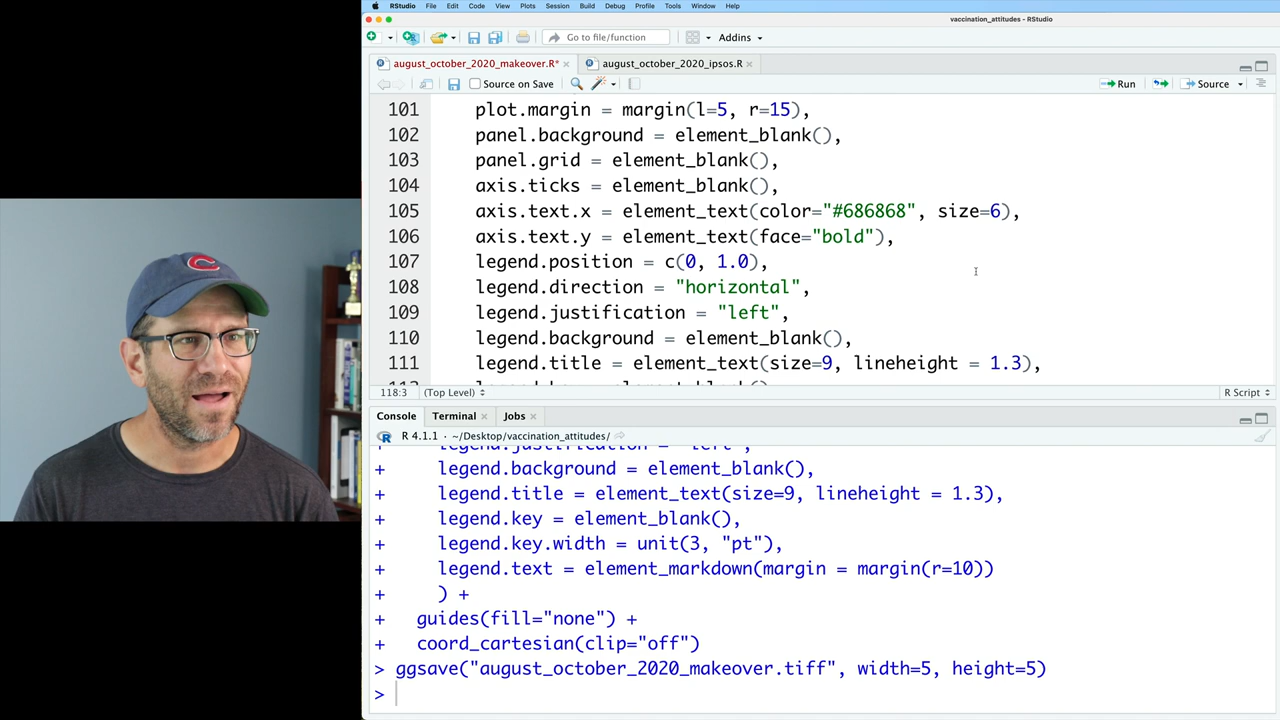 RStudio File Edit Code View Plots Session Build Debug Profile Tools Window Help
vaccination_attitudes - RStudio
Go to file/function Addins
august_october_2020_makeover.R* august_october_2020_ipsos.R
Source on Save Run Source
101 plot.margin = margin(l=5, r=15),
102 panel.background = element_blank(),
103 panel.grid = element_blank(),
104 axis.ticks = element_blank(),
105 axis.text.x = element_text(color="#686868", size=6),
106 axis.text.y = element_text(face="bold"),
107 legend.position = c(0, 1.0),
108 legend.direction = "horizontal",
109 legend.justification = "left",
110 legend.background = element_blank(),
111 legend.title = element_text(size=9, lineheight = 1.3),
118:3 (Top Level) R Script
Console Terminal Jobs
R 4.1.1 · ~/Desktop/vaccination_attitudes/
+ legend.justification = "left",
+ legend.background = element_blank(),
+ legend.title = element_text(size=9, lineheight = 1.3),
+ legend.key = element_blank(),
+ legend.key.width = unit(3, "pt"),
+ legend.text = element_markdown(margin = margin(r=10))
+ ) +
+ guides(fill="none") +
+ coord_cartesian(clip="off")
> ggsave("august_october_2020_makeover.tiff", width=5, height=5)
>